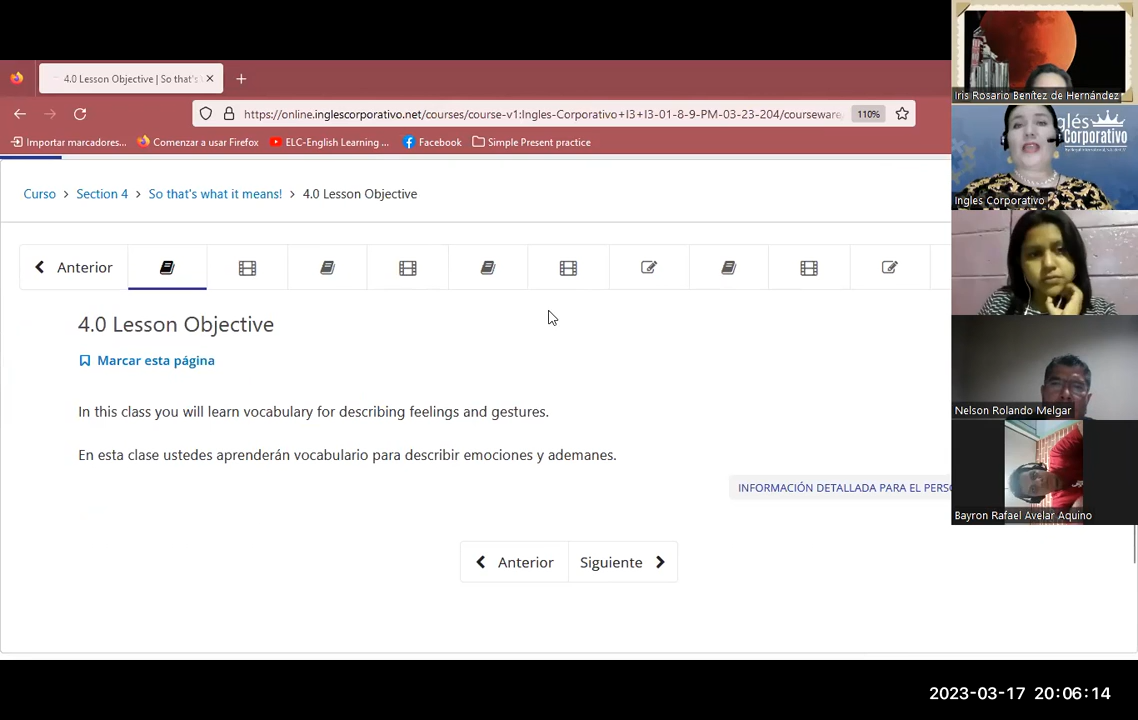 4.0 Lesson Objective | So that's
https://online.inglescorporativo.net/courses/course-v1:Ingles-Corporativo+I3+I3-01-8-9-PM-03-23-204/courseware,
110%
Importar marcadores...
Comenzar a usar Firefox
ELC-English Learning ...
Facebook
Simple Present practice
Curso > Section 4 > So that's what it means! > 4.0 Lesson Objective
Anterior
4.0 Lesson Objective
Marcar esta página
In this class you will learn vocabulary for describing feelings and gestures.
En esta clase ustedes aprenderán vocabulario para describir emociones y ademanes.
INFORMACIÓN DETALLADA PARA EL PERSO
Anterior
Siguiente
Iris Rosario Benítez de Hernández
Inglés
Corporativo
Ingles Corporativo
Nelson Rolando Melgar
Bayron Rafael Avelar Aquino
2023-03-17 20:06:14